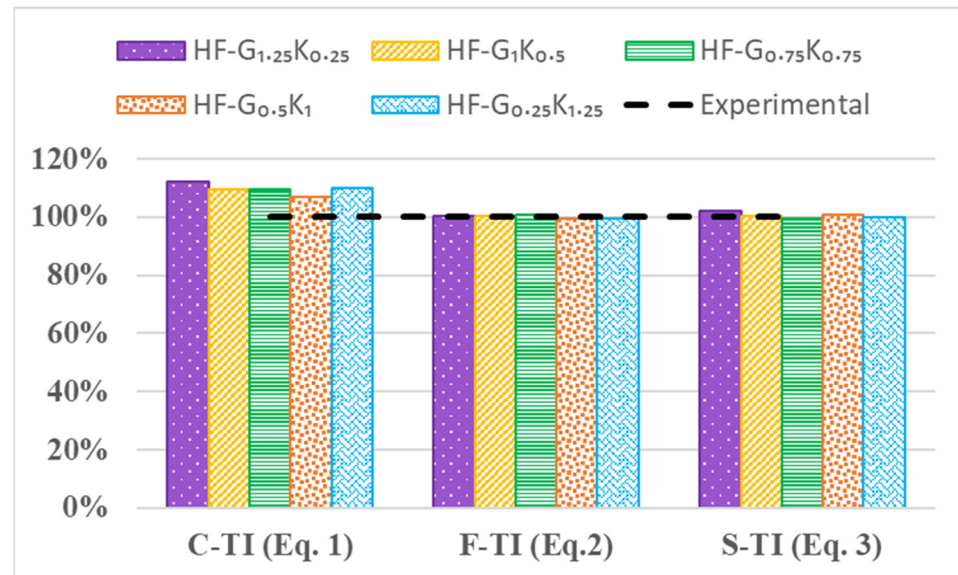 HF-G₁.₂₅K₀.₂₅ HF-G₁K₀.₅ HF-G₀.₇₅K₀.₇₅
HF-G₀.₅K₁ HF-G₀.₂₅K₁.₂₅ Experimental
120%
100%
80%
60%
40%
20%
0%
C-TI (Eq. 1) F-TI (Eq.2) S-TI (Eq. 3)